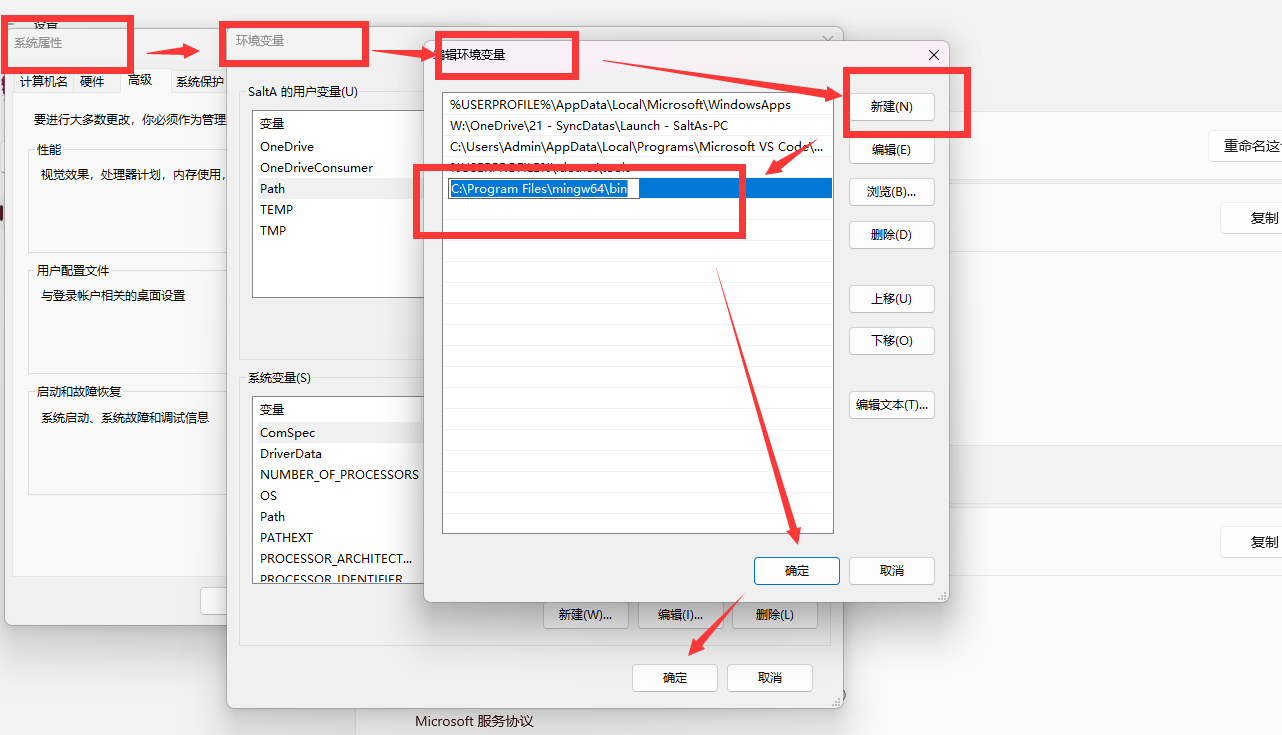 设置
系统属性
计算机名
硬件
高级
系统保护
要进行大多数更改，你必须作为管理
性能
视觉效果，处理器计划，内存使用，
用户配置文件
与登录帐户相关的桌面设置
启动和故障恢复
系统启动、系统故障和调试信息
环境变量
SaltA 的用户变量(U)
变量
OneDrive
OneDriveConsumer
Path
TEMP
TMP
系统变量(S)
变量
ComSpec
DriverData
NUMBER_OF_PROCESSORS
OS
Path
PATHEXT
PROCESSOR_ARCHITECT...
PROCESSOR_IDENTIFIER
新建(W)...
编辑(I)...
删除(L)
确定
取消
编辑环境变量
%USERPROFILE%\AppData\Local\Microsoft\WindowsApps
W:\OneDrive\21 - SyncDatas\Launch - SaltAs-PC
C:\Users\Admin\AppData\Local\Programs\Microsoft VS Code\...
C:\Program Files\mingw64\bin
新建(N)
编辑(E)
浏览(B)...
删除(D)
上移(U)
下移(O)
编辑文本(T)...
确定
取消
重命名这
复制
复制
Microsoft 服务协议